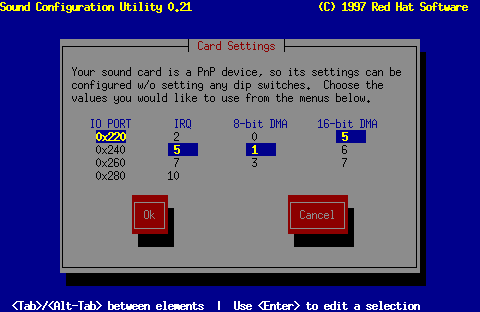 Sound Configuration Utility 0.21 (C) 1997 Red Hat Software
Card Settings
Your sound card is a PnP device, so its settings can be
configured w/o setting any dip switches. Choose the
values you would like to use from the menus below.
IO PORT IRQ 8-bit DMA 16-bit DMA
0x220 2 0 5
0x240 5 1 6
0x260 7 3 7
0x280 10
Ok Cancel
<Tab>/<Alt-Tab> between elements | Use <Enter> to edit a selection